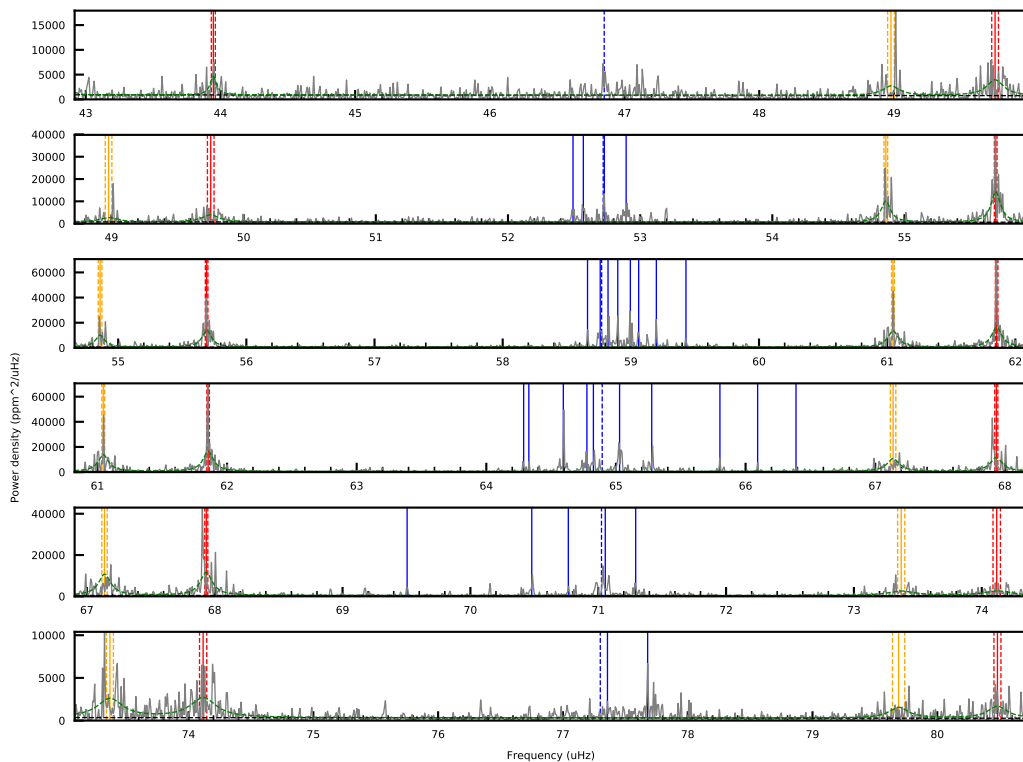 15000
10000
5000
0
43 44 45 46 47 48 49
40000
30000
20000
10000
0
49 50 51 52 53 54 55
60000
40000
20000
0
55 56 57 58 59 60 61 62
Power density (ppm^2/uHz)
60000
40000
20000
0
61 62 63 64 65 66 67 68
40000
20000
0
67 68 69 70 71 72 73 74
10000
5000
0
74 75 76 77 78 79 80
Frequency (uHz)